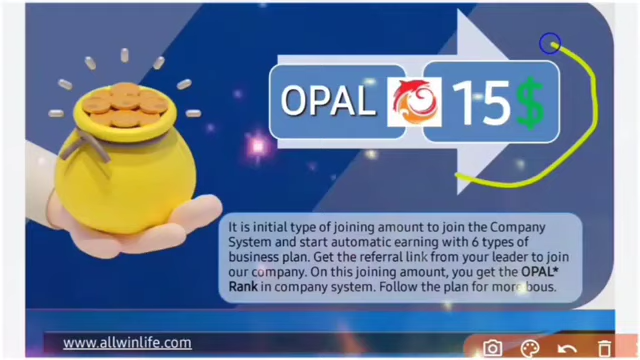 OPAL 15$
It is initial type of joining amount to join the Company
System and start automatic earning with 6 types of
business plan. Get the referral link from your leader to join
our company. On this joining amount, you get the OPAL*
Rank in company system. Follow the plan for more bous.
www.allwinlife.com